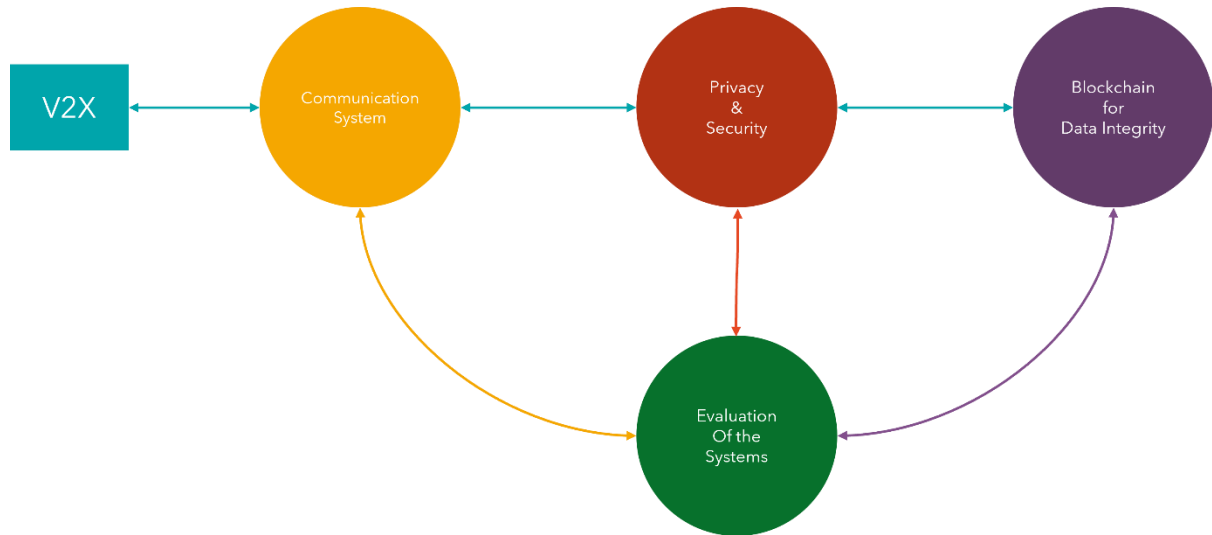 V2X
Communication
System
Privacy
&
Security
Blockchain
for
Data Integrity
Evaluation
Of the
Systems